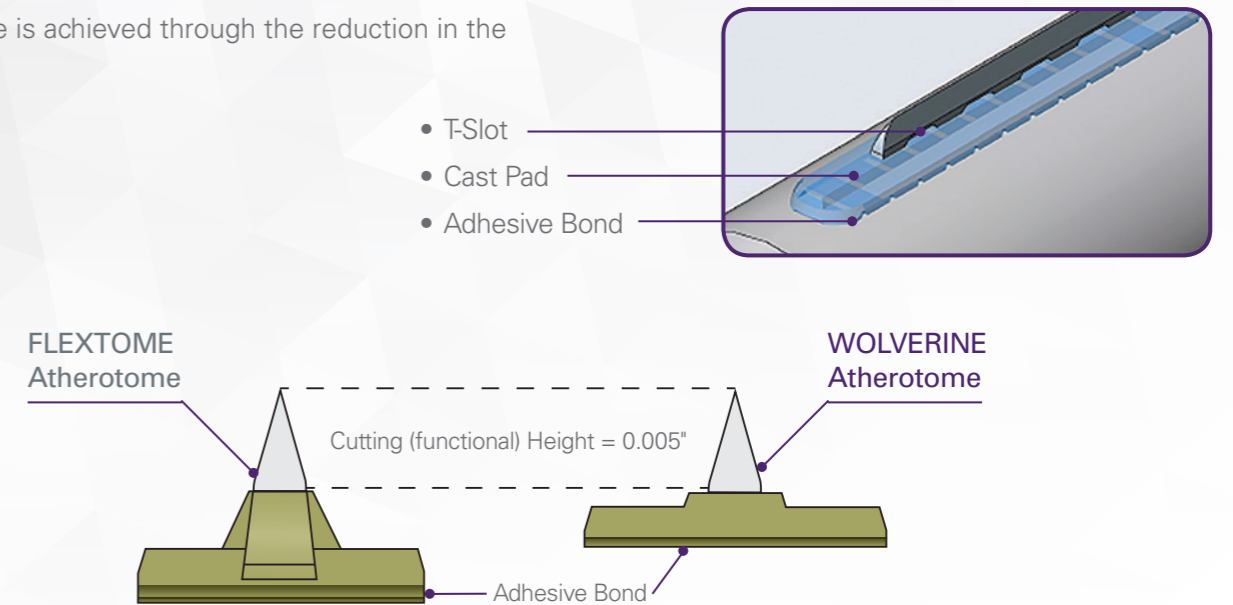 e is achieved through the reduction in the
• T-Slot
• Cast Pad
• Adhesive Bond
FLEXTOME
Atherotome
WOLVERINE
Atherotome
Cutting (functional) Height = 0.005"
Adhesive Bond